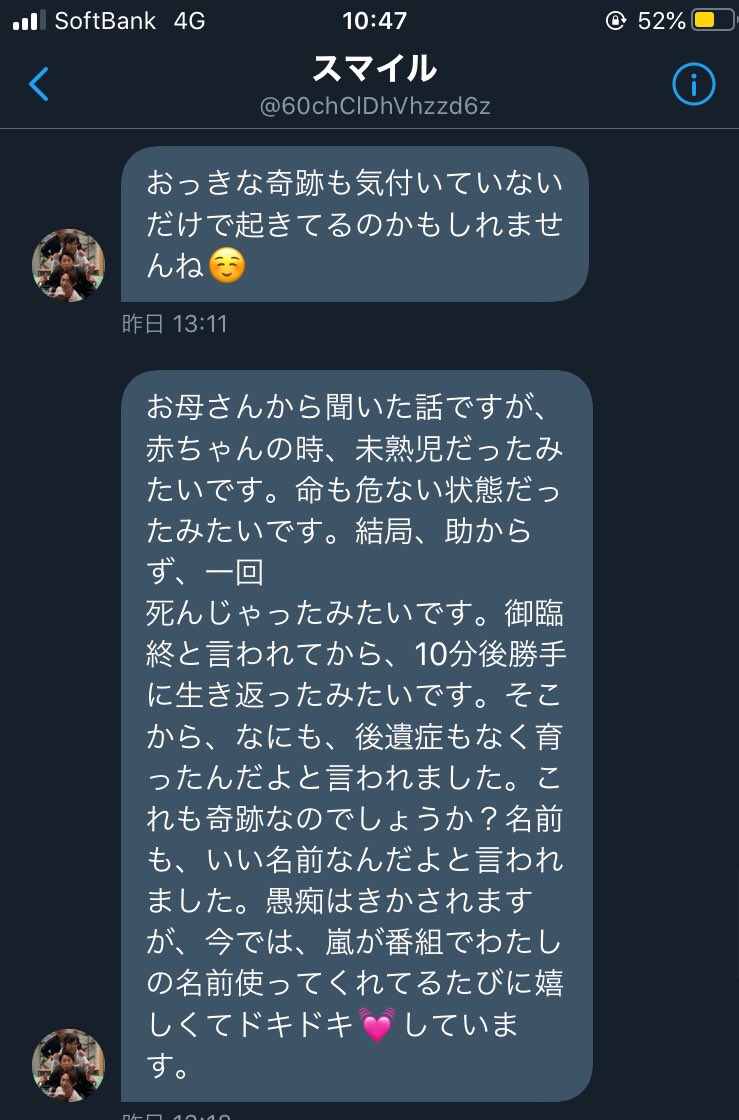 SoftBank 4G 10:47 52%
スマイル
@60chClDhVhzzd6z
おっきな奇跡も気付いていない
だけで起きてるのかもしれませ
んね☺️
昨日 13:11
お母さんから聞いた話ですが、
赤ちゃんの時、未熟児だったみ
たいです。命も危ない状態だっ
たみたいです。結局、助から
ず、一回
死んじゃったみたいです。御臨
終と言われてから、10分後勝手
に生き返ったみたいです。そこ
から、なにも、後遺症もなく育
ったんだよと言われました。こ
れも奇跡なのでしょうか？名前
も、いい名前なんだよと言われ
ました。愚痴はきかされます
が、今では、嵐が番組でわたし
の名前使ってくれてるたびに嬉
しくてドキドキ💓していま
す。